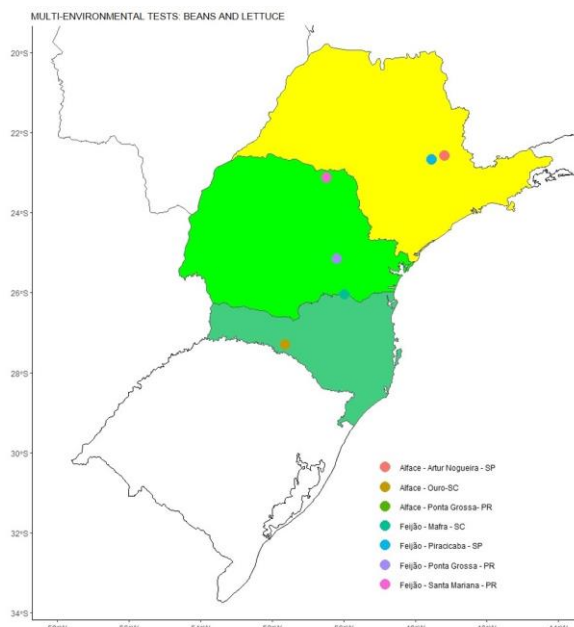 MULTI-ENVIRONMENTAL TESTS: BEANS AND LETTUCE
20°S
22°S
24°S
26°S
28°S
30°S
32°S
34°S
Alface - Artur Nogueira - SP
Alface - Ouro-SC
Alface - Ponta Grossa- PR
Feijão - Mafra - SC
Feijão - Piracicaba - SP
Feijão - Ponta Grossa - PR
Feijão - Santa Mariana - PR